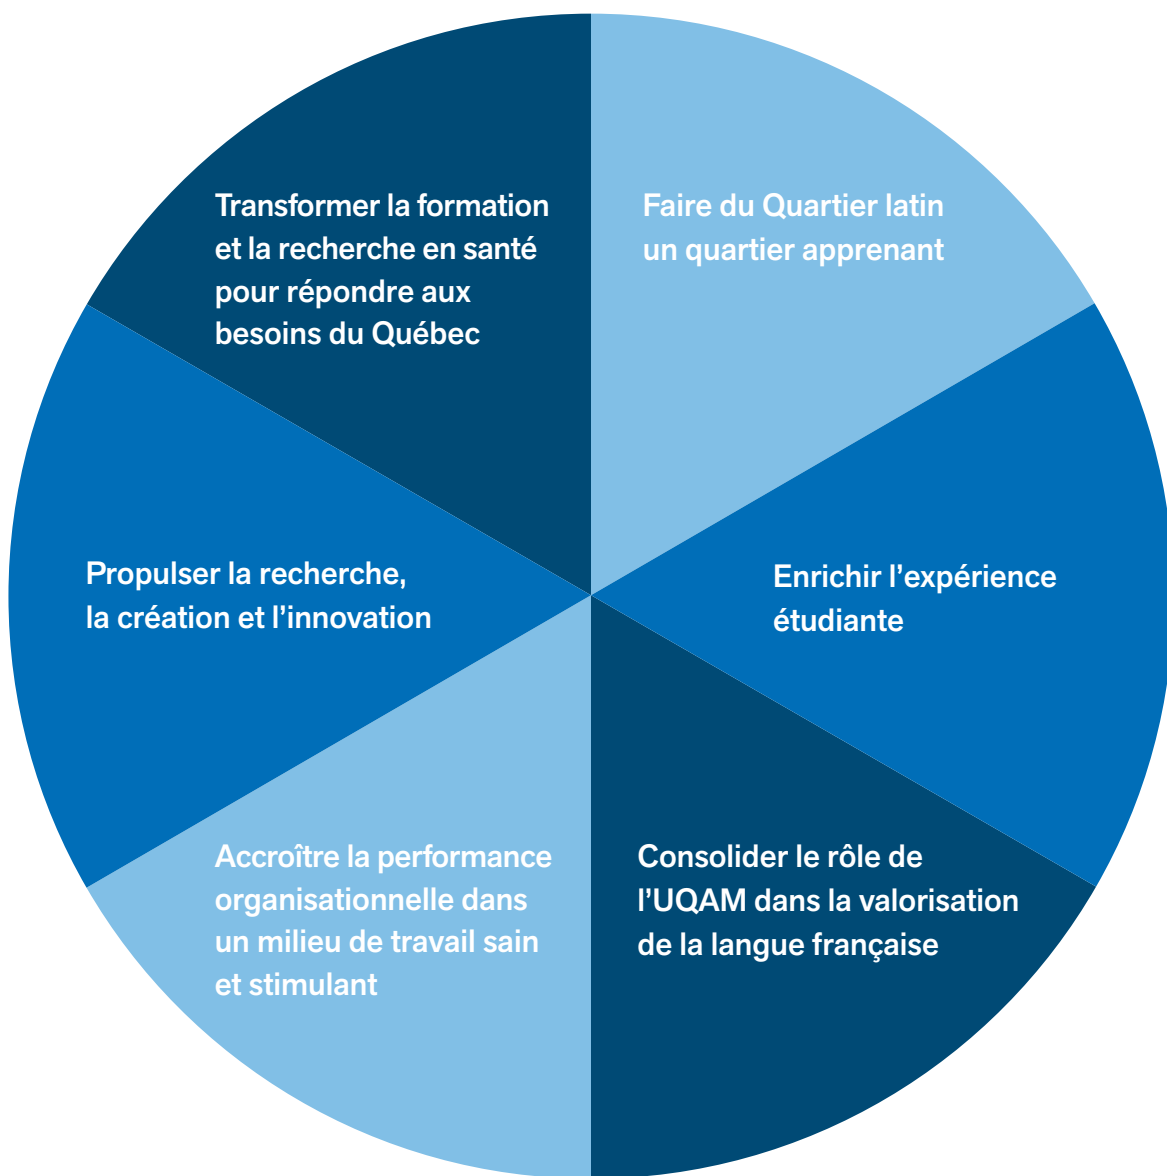 Transformer la formation
et la recherche en santé
pour répondre aux
besoins du Québec
Faire du Quartier latin
un quartier apprenant
Propulser la recherche,
la création et l’innovation
Enrichir l’expérience
étudiante
Accroître la performance
organisationnelle dans
un milieu de travail sain
et stimulant
Consolider le rôle de
l’UQAM dans la valorisation
de la langue française